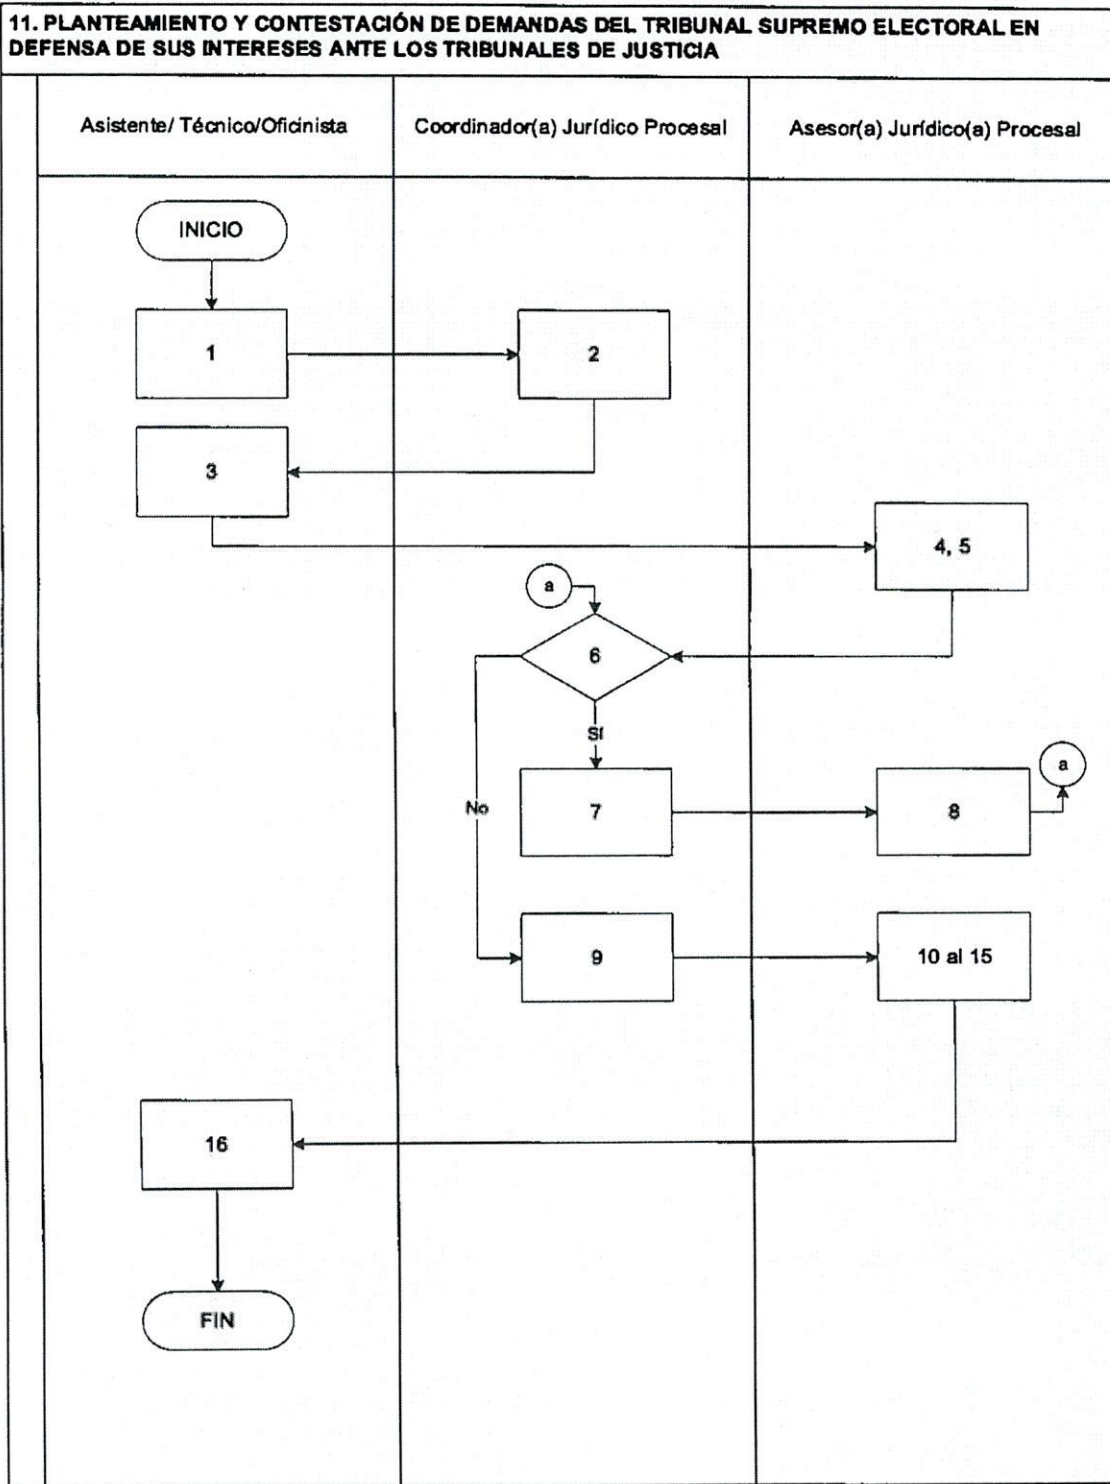 11. PLANTEAMIENTO Y CONTESTACIÓN DE DEMANDAS DEL TRIBUNAL SUPREMO ELECTORAL EN
DEFENSA DE SUS INTERESES ANTE LOS TRIBUNALES DE JUSTICIA
Asistente/ Técnico/Oficinista
Coordinador(a) Jurídico Procesal
Asesor(a) Jurídico(a) Procesal
INICIO
1
2
3
4, 5
a
6
Sí
a
No
7
8
9
10 al 15
16
FIN